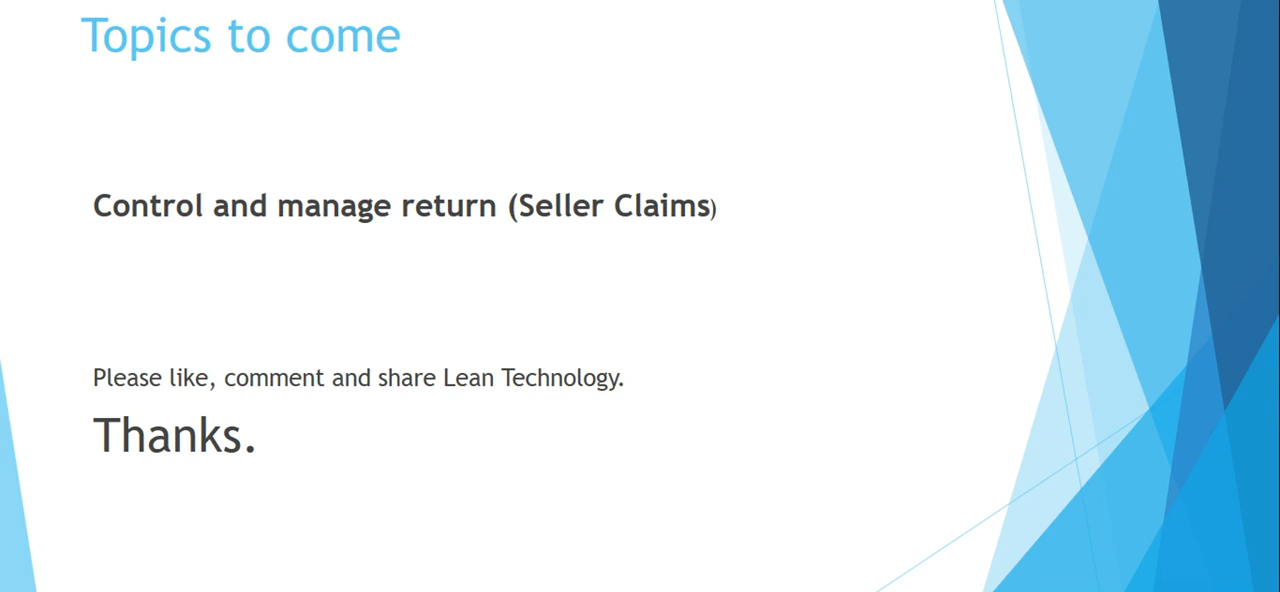 Topics to come
Control and manage return (Seller Claims)
Please like, comment and share Lean Technology.
Thanks.